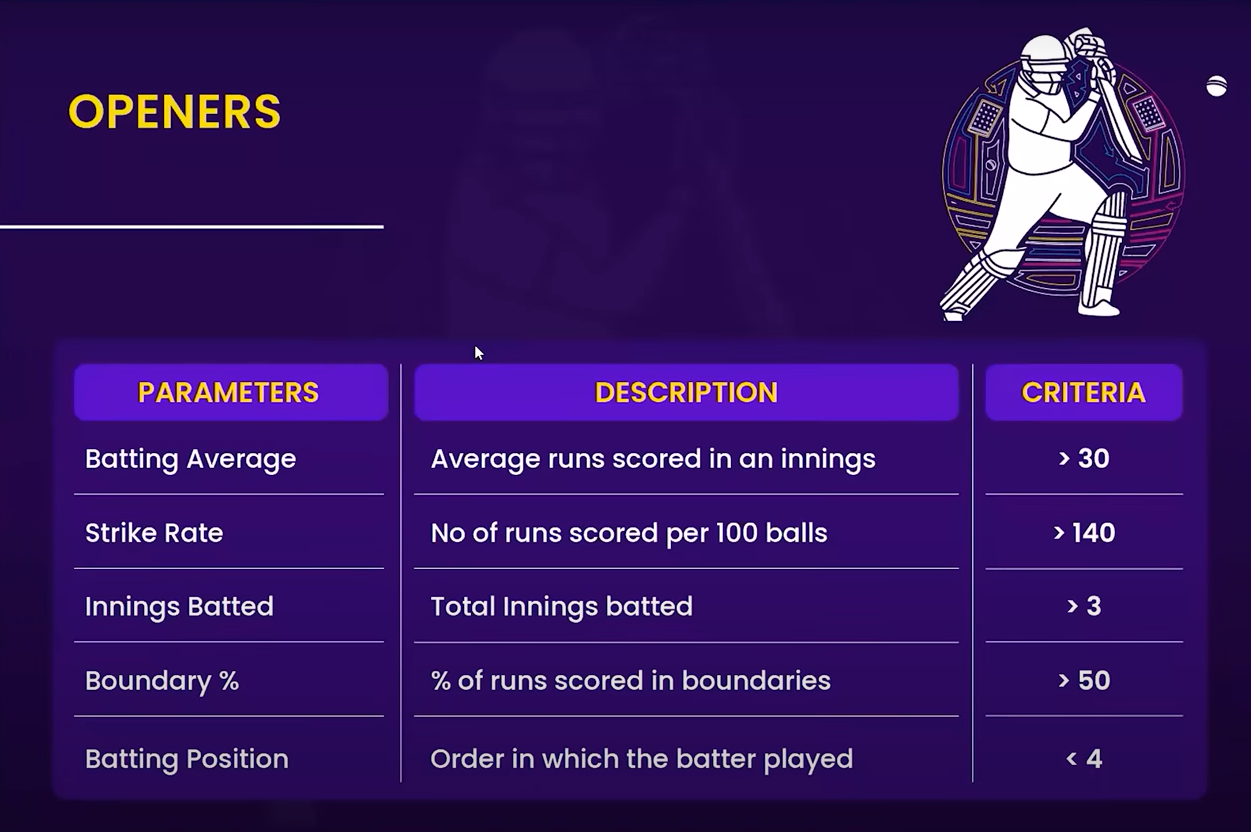 OPENERS
PARAMETERS DESCRIPTION CRITERIA
Batting Average Average runs scored in an innings > 30
Strike Rate No of runs scored per 100 balls > 140
Innings Batted Total Innings batted > 3
Boundary % % of runs scored in boundaries > 50
Batting Position Order in which the batter played < 4